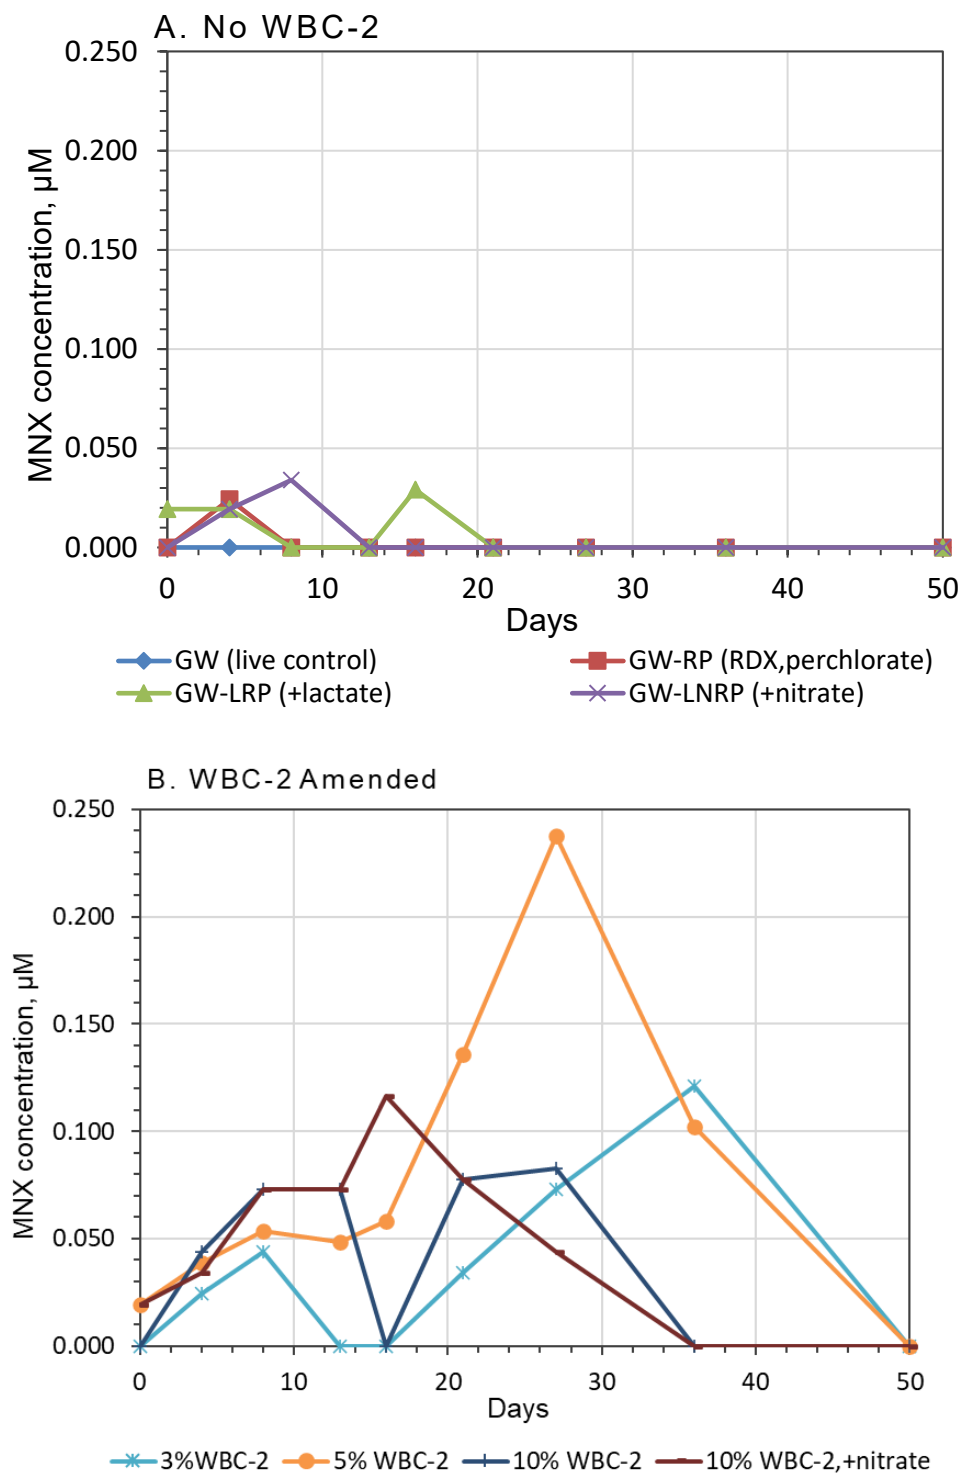 A. No WBC-2
0.250
0.200
0.150
0.100
0.050
0.000
MNX concentration, µM
0 10 20 30 40 50
Days
GW (live control) GW-RP (RDX,perchlorate)
GW-LRP (+lactate) GW-LNRP (+nitrate)
B. WBC-2 Amended
0.250
0.200
0.150
0.100
0.050
0.000
MNX concentration, µM
0 10 20 30 40 50
Days
3%WBC-2 5% WBC-2 10% WBC-2 10% WBC-2,+nitrate